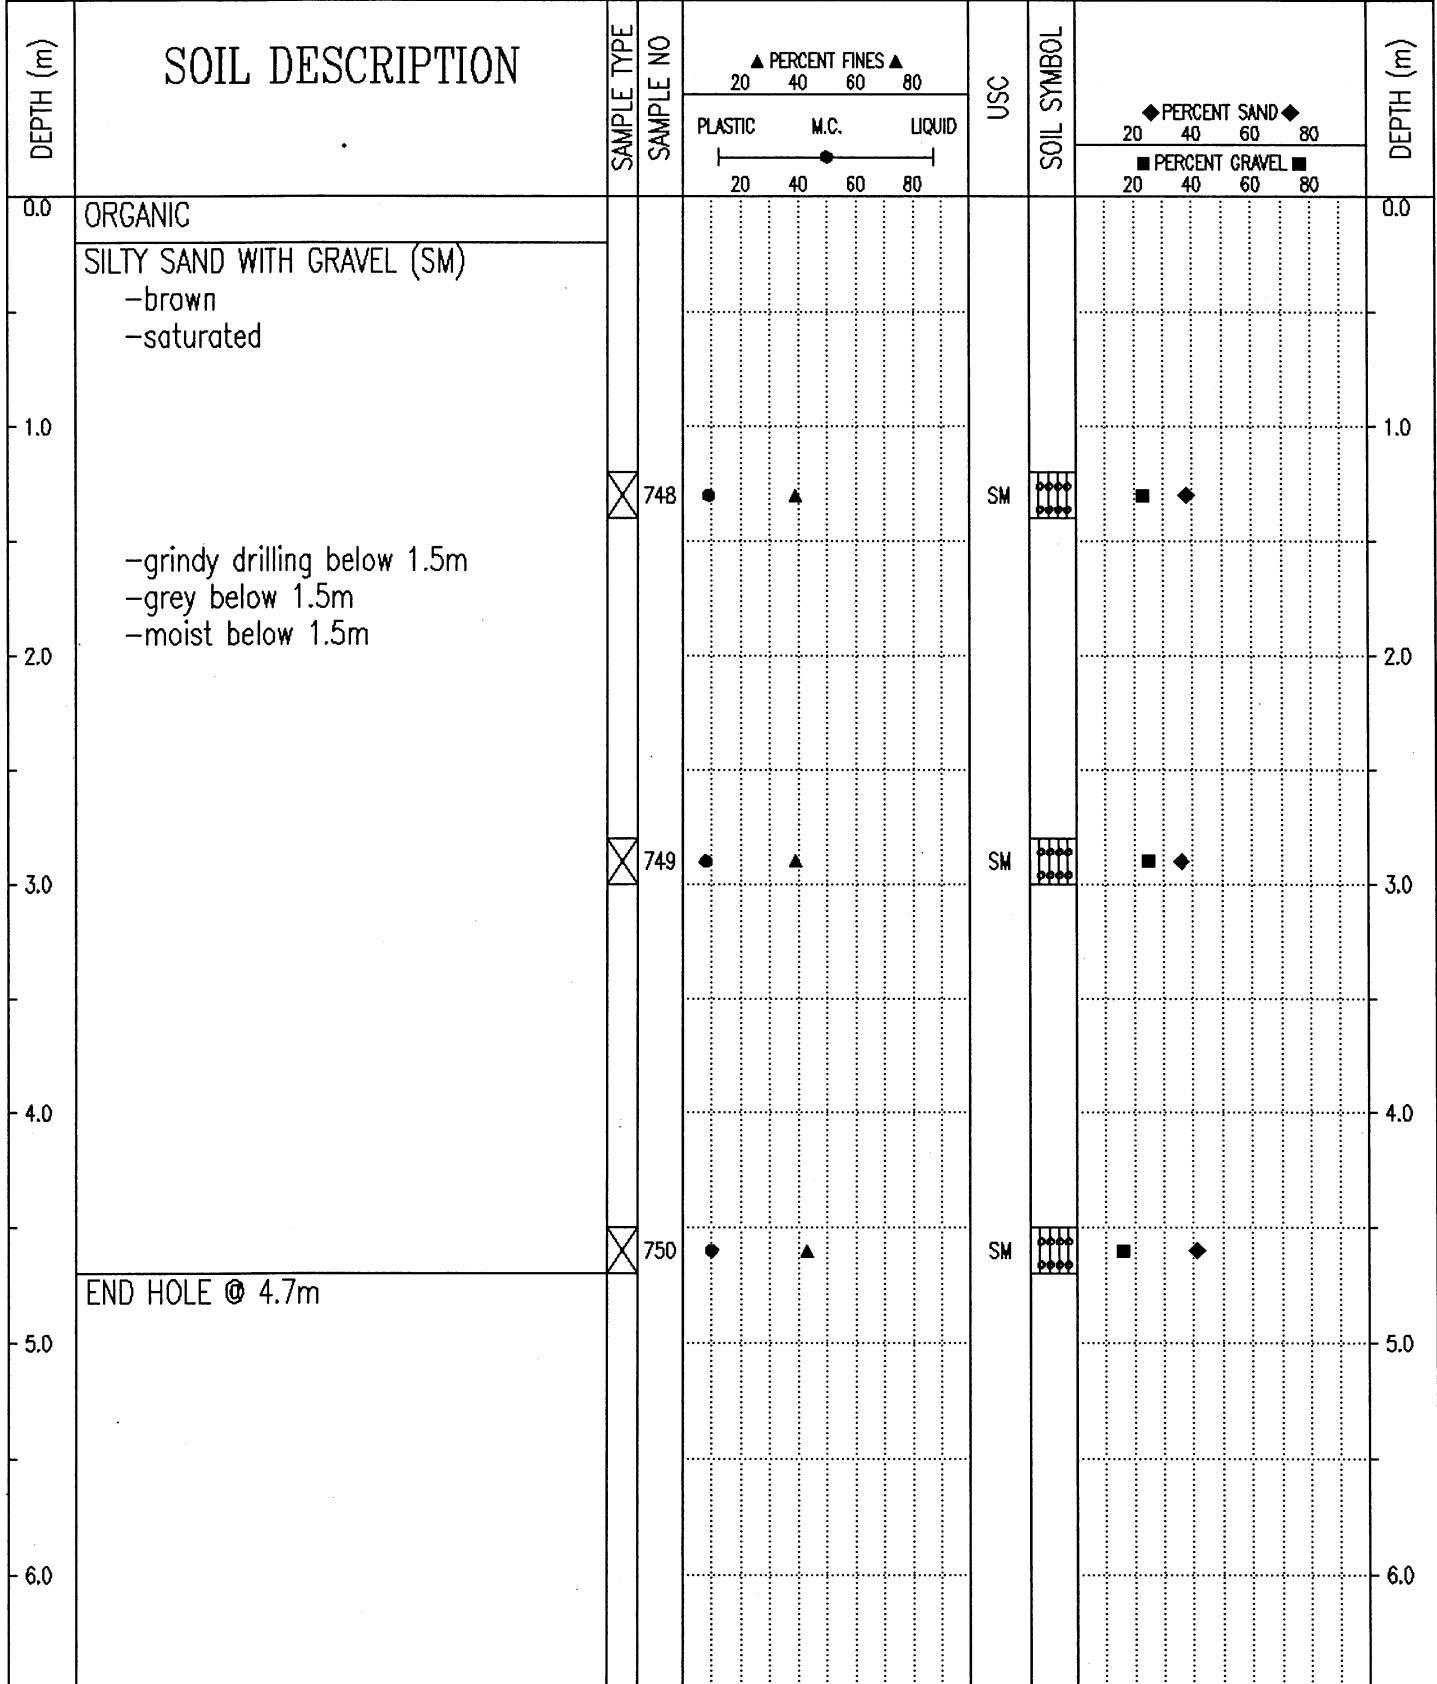 DEPTH (m)
SOIL DESCRIPTION
SAMPLE TYPE
SAMPLE NO
▲ PERCENT FINES ▲
20 40 60 80
PLASTIC M.C. LIQUID
20 40 60 80
USC
SOIL SYMBOL
◆ PERCENT SAND ◆
20 40 60 80
■ PERCENT GRAVEL ■
20 40 60 80
DEPTH (m)
0.0 ORGANIC 0.0
SILTY SAND WITH GRAVEL (SM)
-brown
-saturated
1.0 1.0
748 SM
-grindy drilling below 1.5m
-grey below 1.5m
-moist below 1.5m
2.0 2.0
749 SM
3.0 3.0
4.0 4.0
750 SM
END HOLE @ 4.7m
5.0 5.0
6.0 6.0